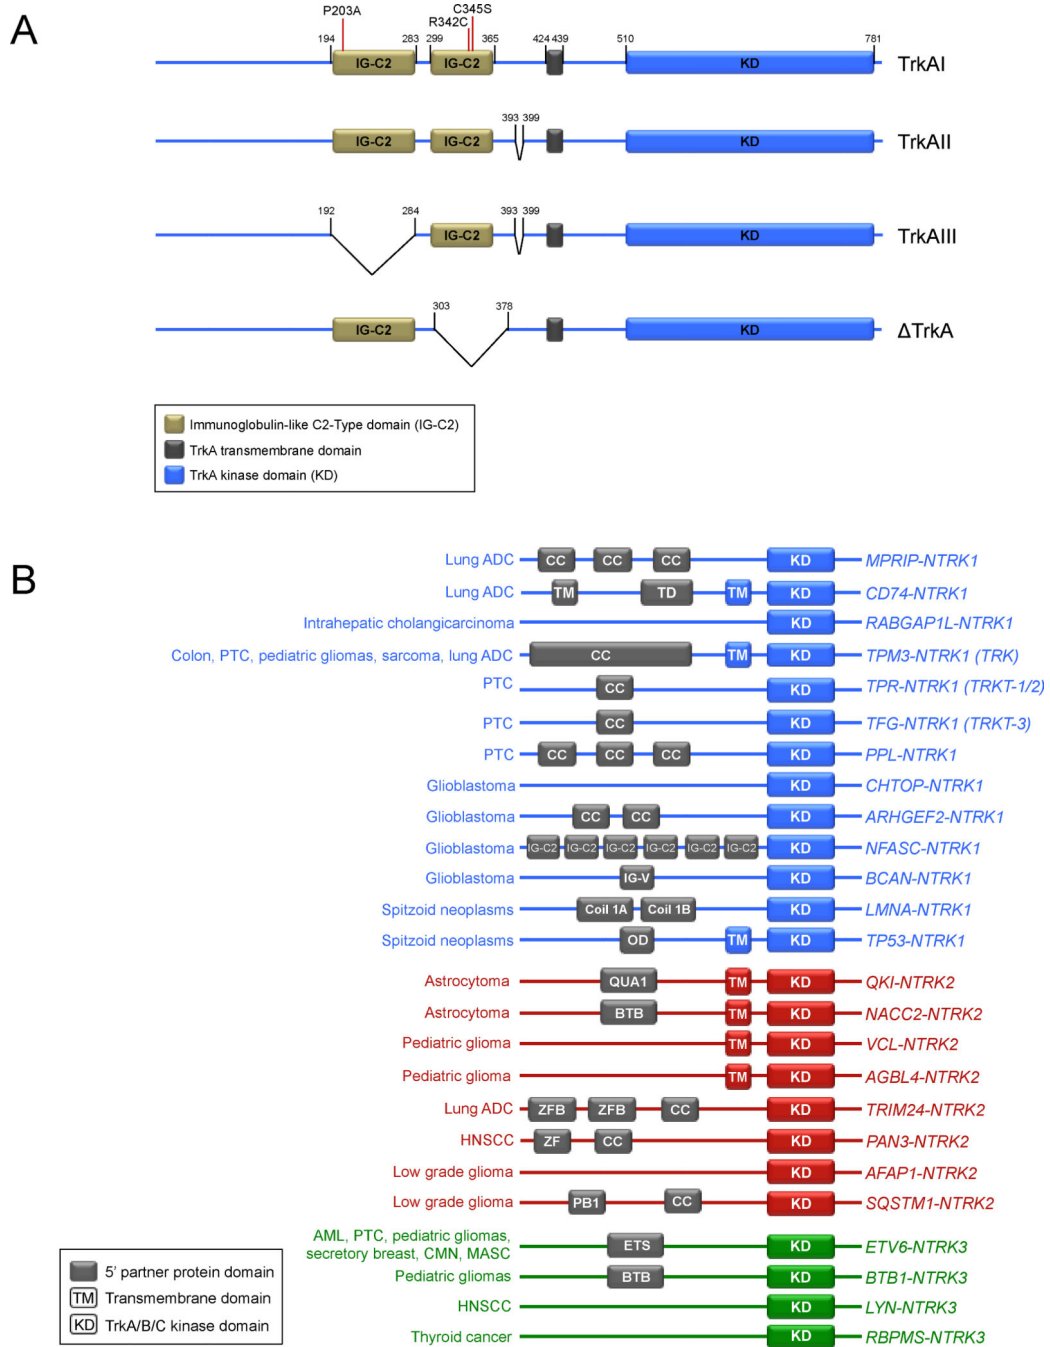 A
P203A
C345S
R342C
194 283 299 365 424 439 510 781
IG-C2 IG-C2 KD TrkAI
393 399
IG-C2 IG-C2 KD TrkAII
192 284 393 399
IG-C2 KD TrkAIII
303 378
IG-C2 KD ΔTrkA
Immunoglobulin-like C2-Type domain (IG-C2)
TrkA transmembrane domain
TrkA kinase domain (KD)
B
Lung ADC CC CC CC KD MPRIP-NTRK1
Lung ADC TM TD TM KD CD74-NTRK1
Intrahepatic cholangicarcinoma KD RABGAP1L-NTRK1
Colon, PTC, pediatric gliomas, sarcoma, lung ADC CC TM KD TPM3-NTRK1 (TRK)
PTC CC KD TPR-NTRK1 (TRKT-1/2)
PTC CC KD TFG-NTRK1 (TRKT-3)
PTC CC CC CC KD PPL-NTRK1
Glioblastoma KD CHTOP-NTRK1
Glioblastoma CC CC KD ARHGEF2-NTRK1
Glioblastoma IG-C2 IG-C2 IG-C2 IG-C2 IG-C2 IG-C2 KD NFASC-NTRK1
Glioblastoma IG-V KD BCAN-NTRK1
Spitzoid neoplasms Coil 1A Coil 1B KD LMNA-NTRK1
Spitzoid neoplasms OD TM KD TP53-NTRK1
Astrocytoma QUA1 TM KD QKI-NTRK2
Astrocytoma BTB TM KD NACC2-NTRK2
Pediatric glioma TM KD VCL-NTRK2
Pediatric glioma TM KD AGBL4-NTRK2
Lung ADC ZFB ZFB CC KD TRIM24-NTRK2
HNSCC ZF CC KD PAN3-NTRK2
Low grade glioma KD AFAP1-NTRK2
Low grade glioma PB1 CC KD SQSTM1-NTRK2
AML, PTC, pediatric gliomas,
secretory breast, CMN, MASC ETS KD ETV6-NTRK3
Pediatric gliomas BTB KD BTB1-NTRK3
HNSCC KD LYN-NTRK3
Thyroid cancer KD RBPMS-NTRK3
5' partner protein domain
TM Transmembrane domain
KD TrkA/B/C kinase domain